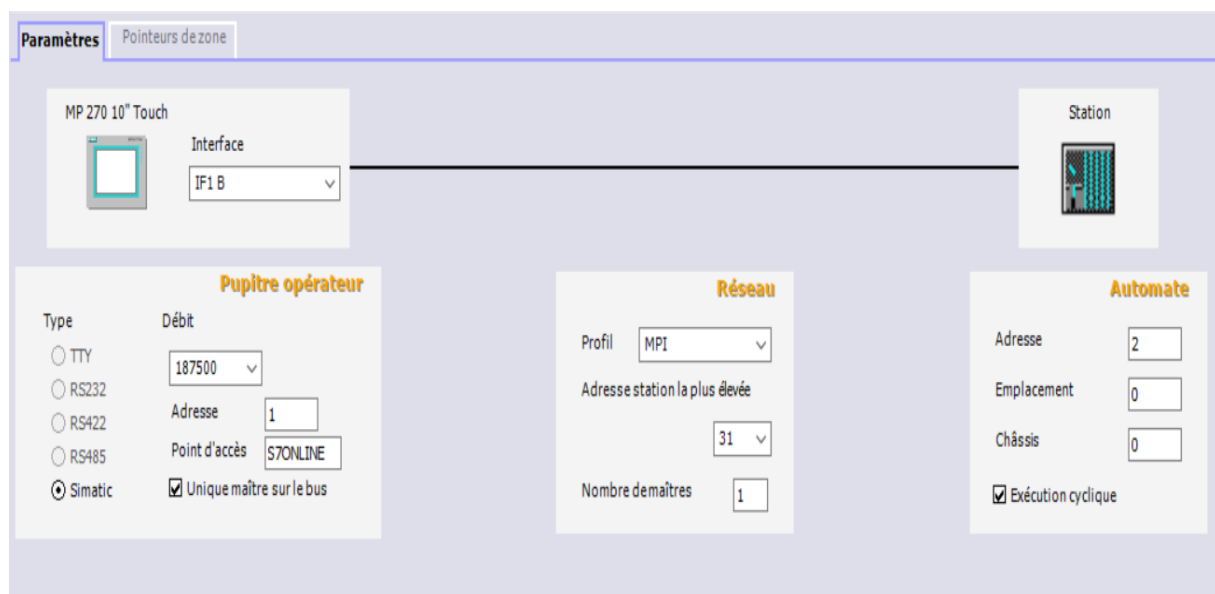 Paramètres Pointeurs de zone
MP 270 10" Touch
Interface
IF1 B
Station
Pupitre opérateur
Type Débit
TTY
187500
RS232
Adresse 1
RS422
Point d'accès S7ONLINE
RS485
Simatic Unique maître sur le bus
Réseau
Profil MPI
Adresse station la plus élevée
31
Nombre de maîtres 1
Automate
Adresse 2
Emplacement 0
Châssis 0
Exécution cyclique